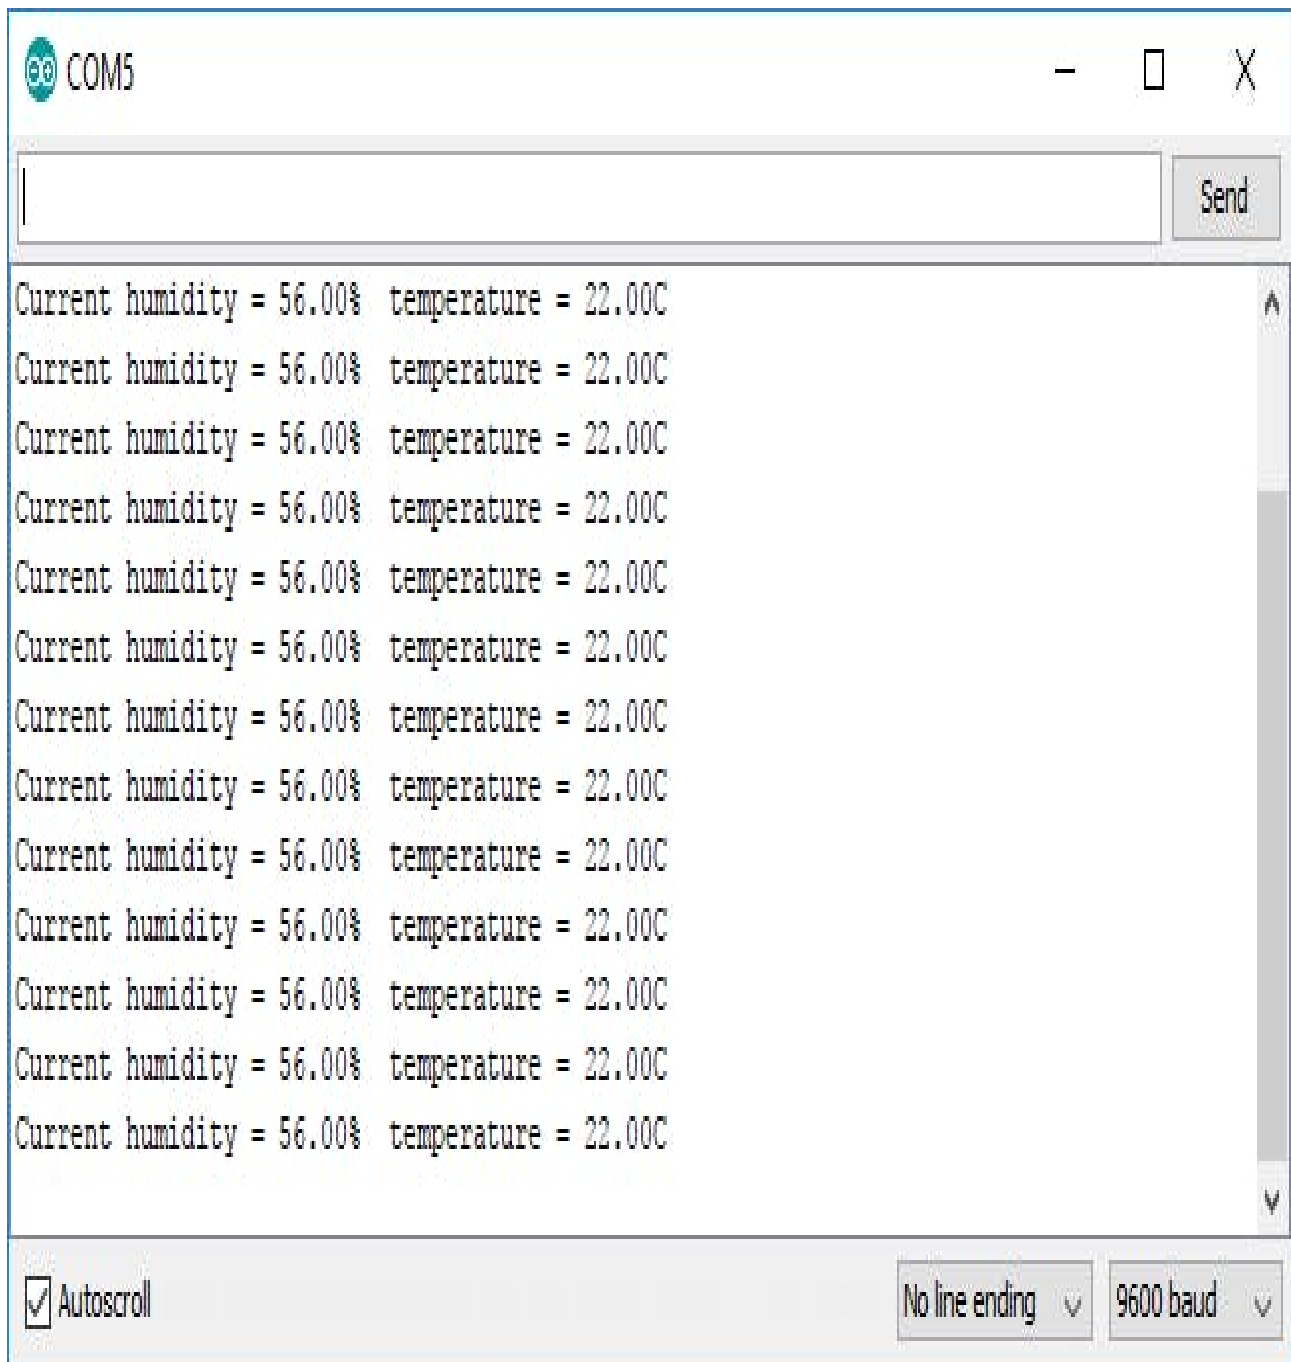 COM5
Send
Current humidity = 56.00%  temperature = 22.00C
Current humidity = 56.00%  temperature = 22.00C
Current humidity = 56.00%  temperature = 22.00C
Current humidity = 56.00%  temperature = 22.00C
Current humidity = 56.00%  temperature = 22.00C
Current humidity = 56.00%  temperature = 22.00C
Current humidity = 56.00%  temperature = 22.00C
Current humidity = 56.00%  temperature = 22.00C
Current humidity = 56.00%  temperature = 22.00C
Current humidity = 56.00%  temperature = 22.00C
Current humidity = 56.00%  temperature = 22.00C
Current humidity = 56.00%  temperature = 22.00C
Current humidity = 56.00%  temperature = 22.00C
Autoscroll No line ending 9600 baud